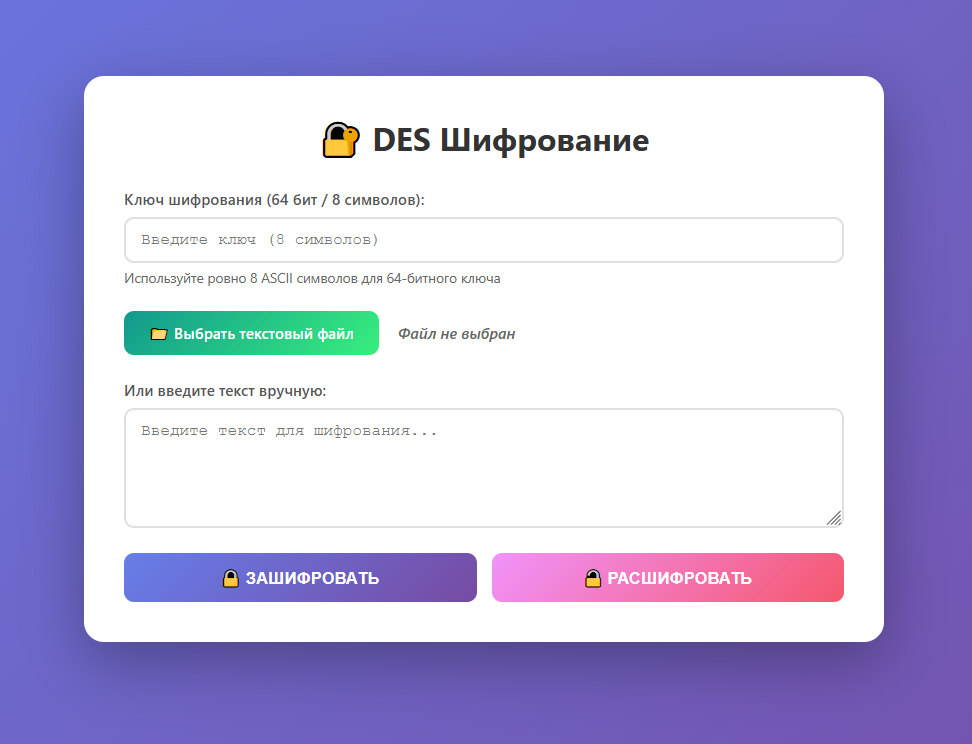 DES Шифрование
Ключ шифрования (64 бит / 8 символов):
Введите ключ (8 символов)
Используйте ровно 8 ASCII символов для 64-битного ключа
Выбрать текстовый файл
Файл не выбран
Или введите текст вручную:
Введите текст для шифрования...
ЗАШИФРОВАТЬ
РАСШИФРОВАТЬ